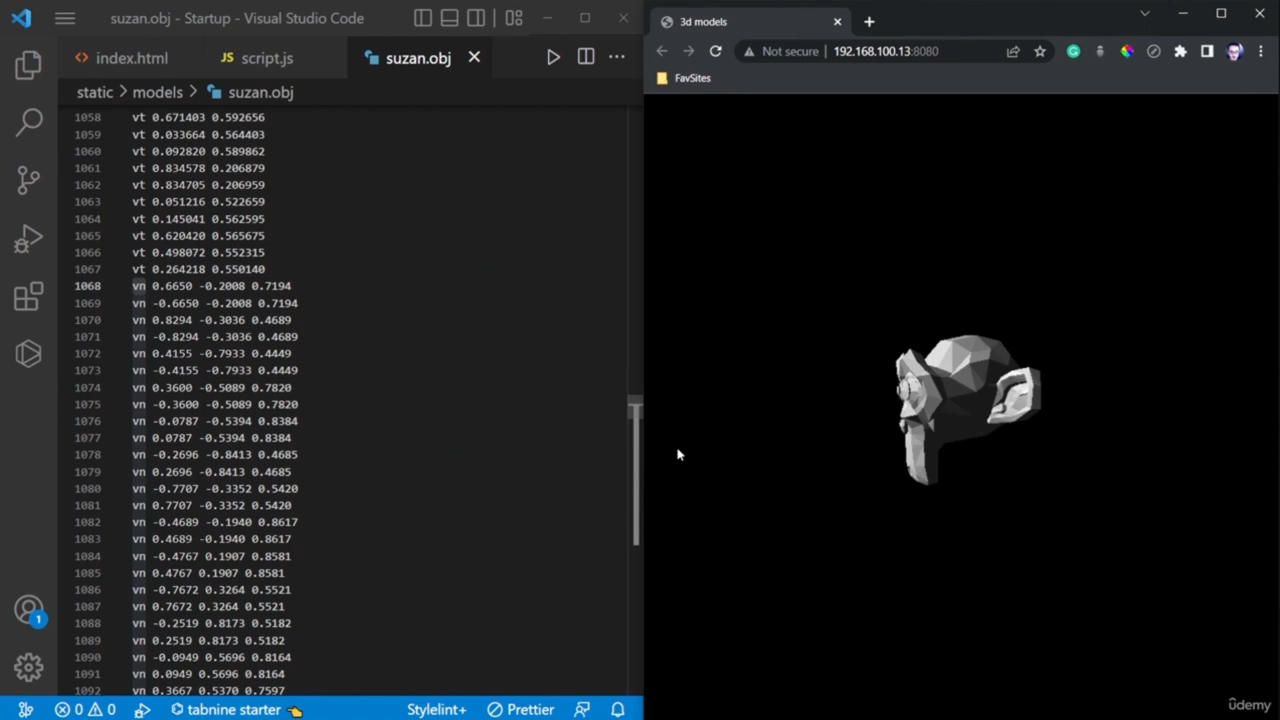 suzan.obj - Startup - Visual Studio Code
index.html
JS script.js
suzan.obj
static > models > suzan.obj
1058 vt 0.671403 0.592656
1059 vt 0.033664 0.564403
1060 vt 0.092820 0.589862
1061 vt 0.834578 0.206879
1062 vt 0.834705 0.206959
1063 vt 0.051216 0.522659
1064 vt 0.145041 0.562595
1065 vt 0.620420 0.565675
1066 vt 0.498072 0.552315
1067 vt 0.264218 0.550140
1068 vn 0.6650 -0.2008 0.7194
1069 vn -0.6650 -0.2008 0.7194
1070 vn 0.8294 -0.3036 0.4689
1071 vn -0.8294 -0.3036 0.4689
1072 vn 0.4155 -0.7933 0.4449
1073 vn -0.4155 -0.7933 0.4449
1074 vn 0.3600 -0.5089 0.7820
1075 vn -0.3600 -0.5089 0.7820
1076 vn -0.0787 -0.5394 0.8384
1077 vn 0.0787 -0.5394 0.8384
1078 vn -0.2696 -0.8413 0.4685
1079 vn 0.2696 -0.8413 0.4685
1080 vn -0.7707 -0.3352 0.5420
1081 vn 0.7707 -0.3352 0.5420
1082 vn -0.4689 -0.1940 0.8617
1083 vn 0.4689 -0.1940 0.8617
1084 vn -0.4767 0.1907 0.8581
1085 vn 0.4767 0.1907 0.8581
1086 vn -0.7672 0.3264 0.5521
1087 vn 0.7672 0.3264 0.5521
1088 vn -0.2519 0.8173 0.5182
1089 vn 0.2519 0.8173 0.5182
1090 vn -0.0949 0.5696 0.8164
1091 vn 0.0949 0.5696 0.8164
1092 vn 0.3667 0.5370 0.7597
1
0 0 tabnine starter Stylelint+ Prettier
3d models
Not secure 192.168.100.13:8080
FavSites
ûdemy